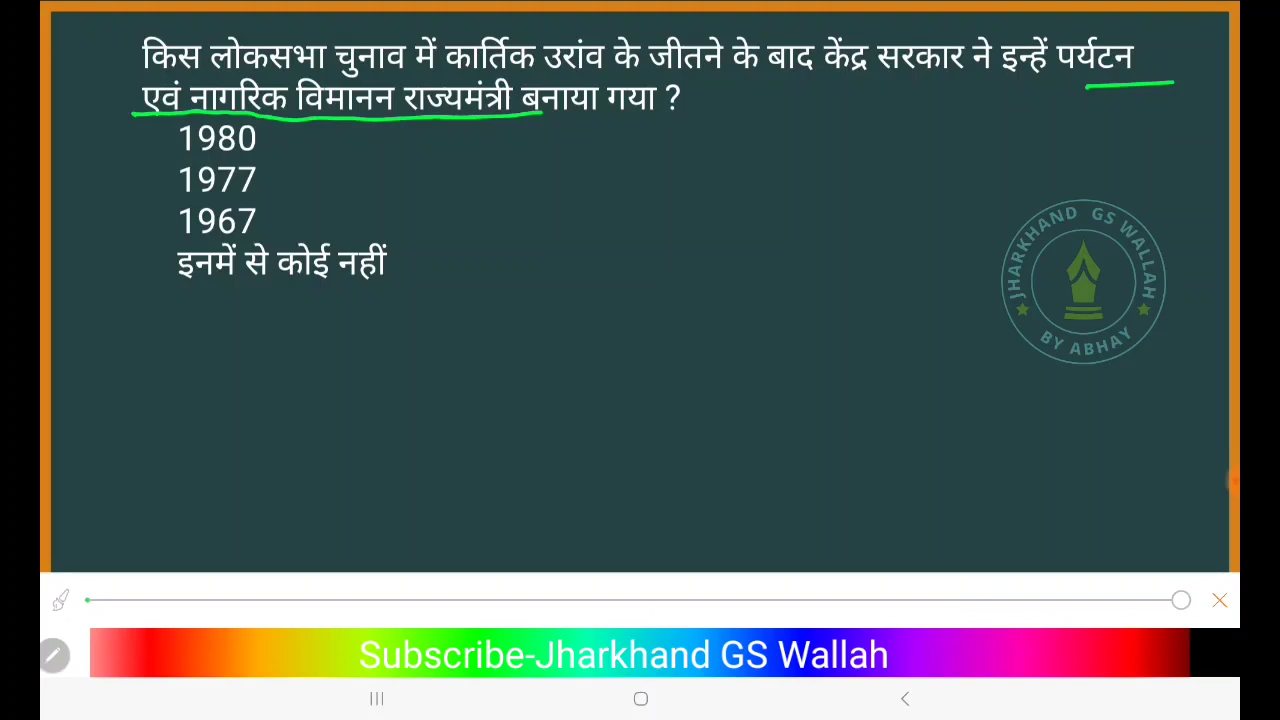 किस लोकसभा चुनाव में कार्तिक उरांव के जीतने के बाद केंद्र सरकार ने इन्हें पर्यटन
एवं नागरिक विमानन राज्यमंत्री बनाया गया ?
1980
1977
1967
इनमें से कोई नहीं
JHARKHAND GS WALLAH
BY ABHAY
Subscribe-Jharkhand GS Wallah